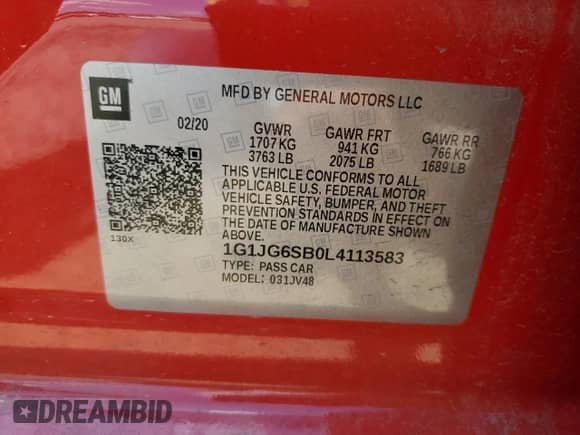 GM
MFD BY GENERAL MOTORS LLC
02/20 GVWR GAWR FRT GAWR RR
1707 KG 941 KG 766 KG
3763 LB 2075 LB 1689 LB
THIS VEHICLE CONFORMS TO ALL
APPLICABLE U.S. FEDERAL MOTOR
VEHICLE SAFETY, BUMPER, AND THEFT
PREVENTION STANDARDS IN EFFECT ON
THE DATE OF MANUFACTURE SHOWN ABOVE.
130X
1G1JG6SB0L4113583
TYPE: PASS CAR
MODEL: 031JV48
DREAMBID